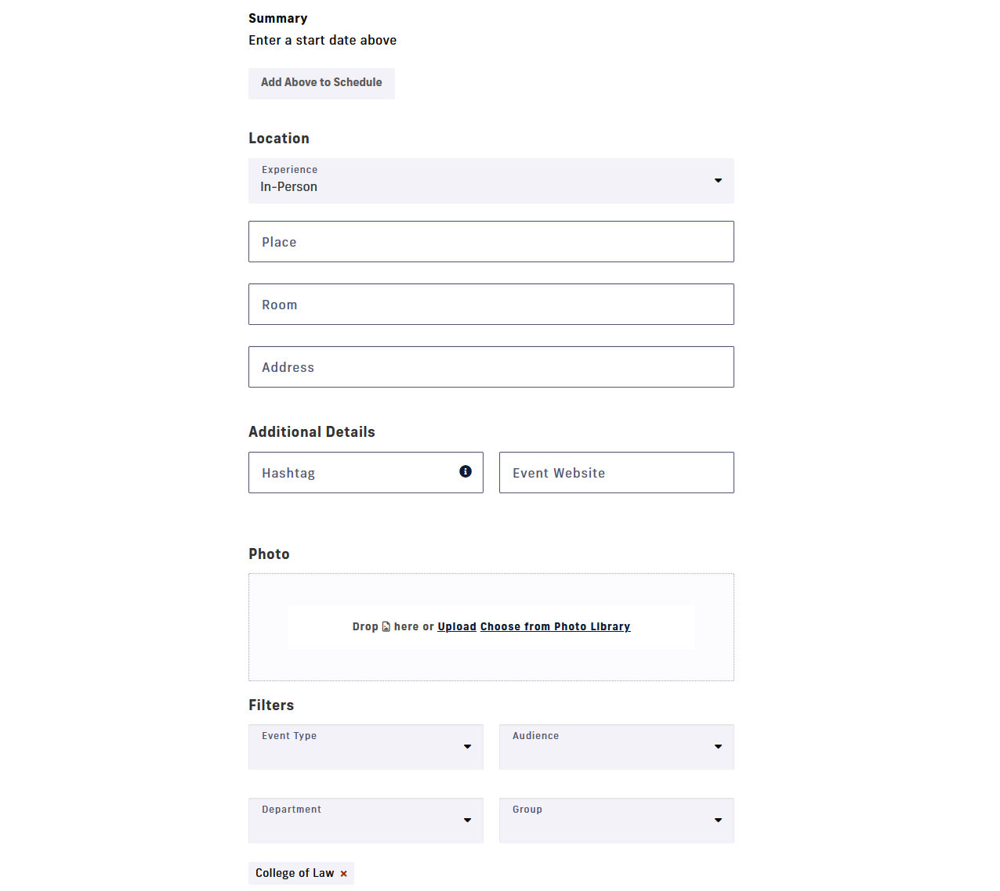 Summary
Enter a start date above
Add Above to Schedule
Location
Experience
In-Person
Place
Room
Address
Additional Details
Hashtag
Event Website
Photo
Drop here or Upload Choose from Photo Library
Filters
Event Type
Audience
Department
Group
College of Law ×